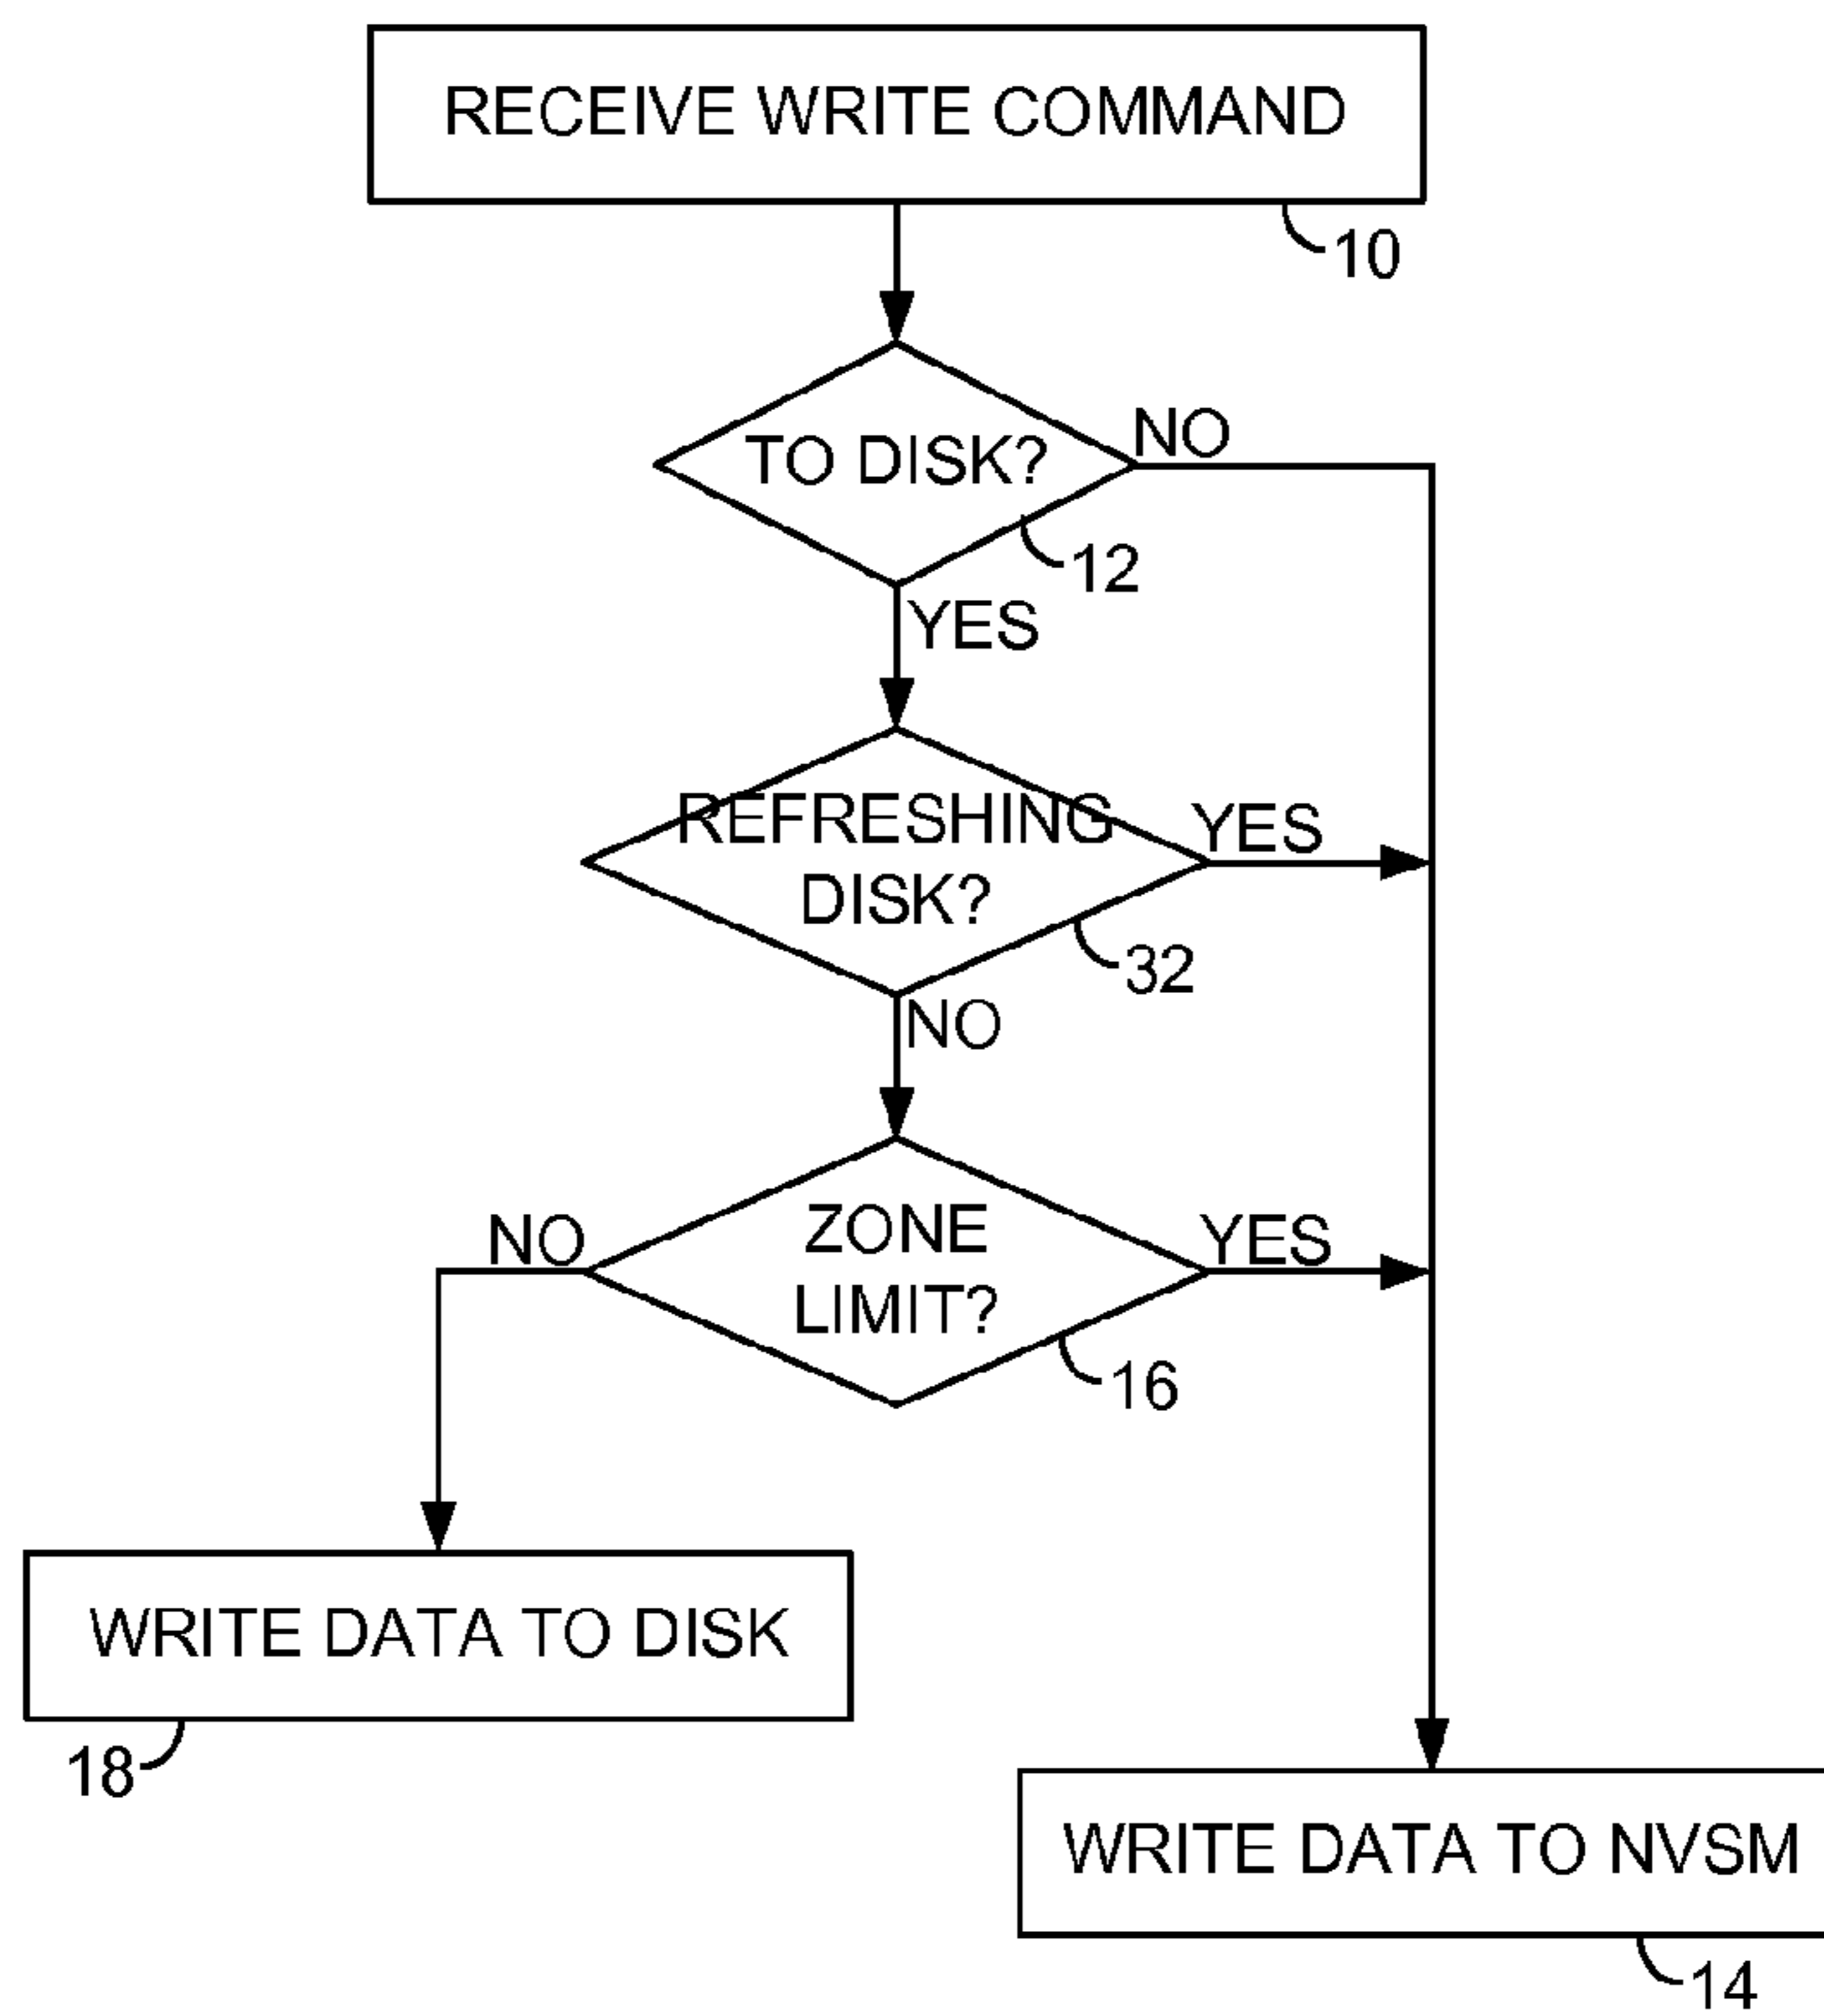 RECEIVE WRITE COMMAND
10
TO DISK?
NO
12
YES
REFRESHING
DISK?
YES
32
NO
ZONE
LIMIT?
NO
YES
16
WRITE DATA TO DISK
18
WRITE DATA TO NVSM
14